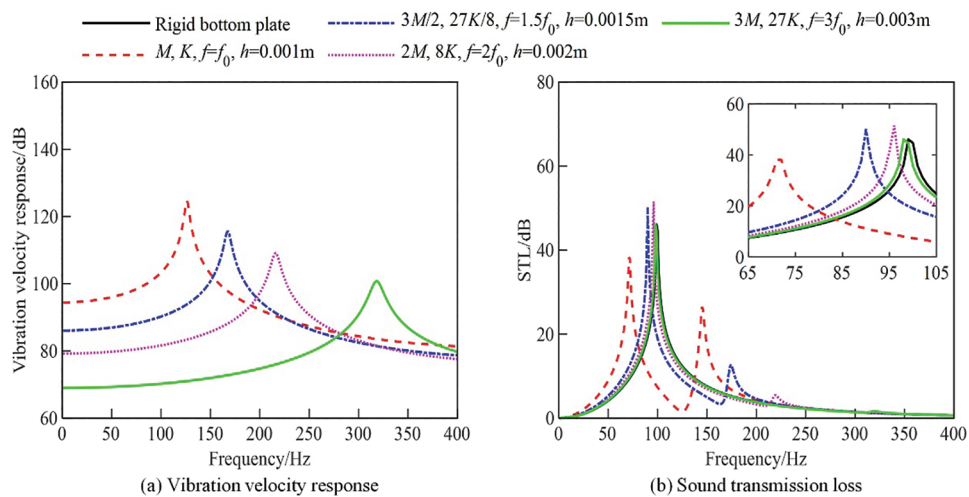 Rigid bottom plate
3M/2, 27K/8, f=1.5f₀, h=0.0015m
3M, 27K, f=3f₀, h=0.003m
M, K, f=f₀, h=0.001m
2M, 8K, f=2f₀, h=0.002m
Vibration velocity response/dB
160
140
120
100
80
60
0 50 100 150 200 250 300 350 400
Frequency/Hz
(a) Vibration velocity response
STL/dB
80
60
40
20
0
0 50 100 150 200 250 300 350 400
60
40
20
0
65 75 85 95 105
Frequency/Hz
(b) Sound transmission loss